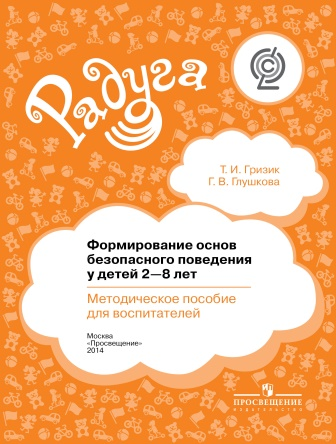 Радуга
Т. И. Гризик
Г. В. Глушкова
Формирование основ
безопасного поведения
у детей 2—8 лет
Методическое пособие
для воспитателей
Москва
«Просвещение»
2014
ПРОСВЕЩЕНИЕ
ИЗДАТЕЛЬСТВО